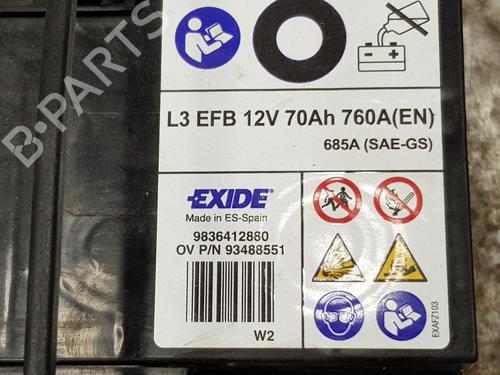 L3 EFB 12V 70Ah 760A(EN)
685A (SAE-GS)
EXIDE
Made in ES-Spain
9836412880
OV P/N 93488551
W2
EXAFZ103